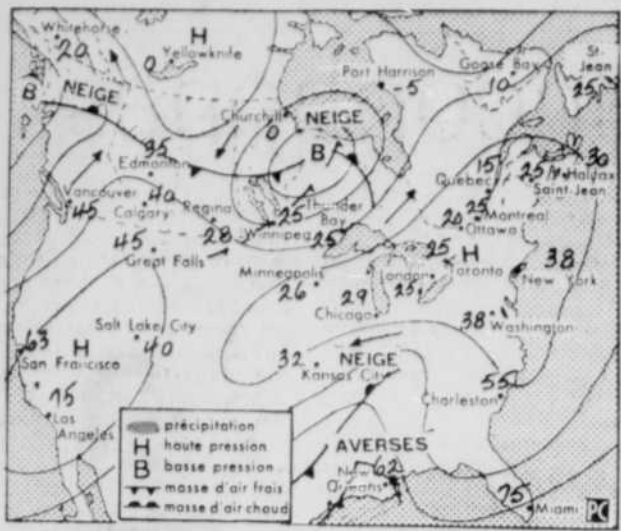 Whitehorse
20
H
Yellowknife
0
Goose Bay
10
St-
Jean
25
Port Harrison
-5
B
NEIGE
Churchill
0
NEIGE
B
Edmonton
Vancouver
45
Calgary
40
Regina
28
25
Winnipeg
Thunder
Bay
25
15
Quebec
25
Halifax
30
Saint-Jean
25
Montreal
20
Ottawa
45
Great Falls
Minneapolis
26
London
25
25
H
Toronto
38
New York
29
Chicago
38
Washington
63
San Francisco
H
Salt Lake City
40
32
NEIGE
Kansas City
55
Charleston
75
Los
Angeles
AVERSES
New
Orleans
62
75
Miami
PC
précipitation
H haute pression
B basse pression
masse d'air frais
masse d'air chaud